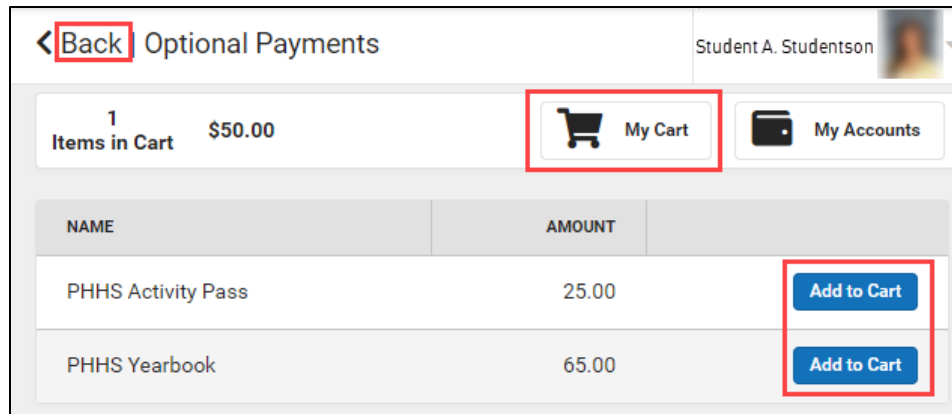 Back | Optional Payments
Student A. Studentson
1
Items in Cart
$50.00
My Cart
My Accounts
NAME AMOUNT
PHHS Activity Pass 25.00 Add to Cart
PHHS Yearbook 65.00 Add to Cart